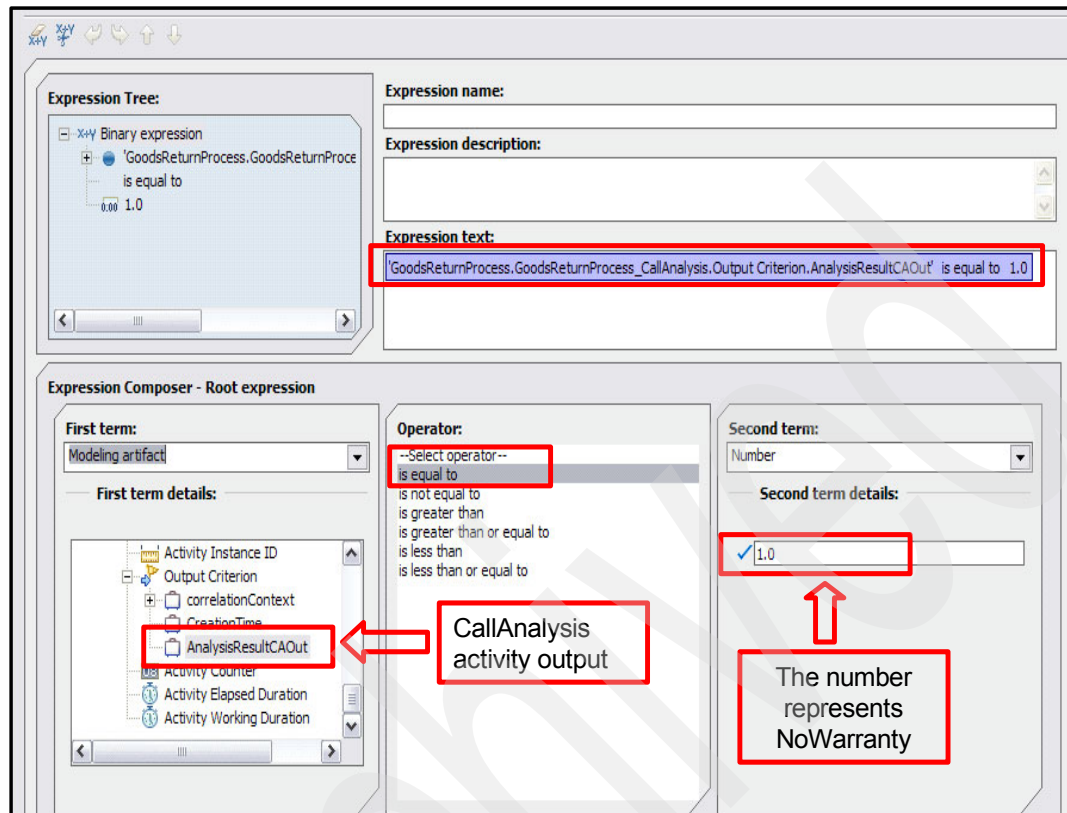 X+Y X+Y
Expression Tree:
X+Y Binary expression
'GoodsReturnProcess.GoodsReturnProce
is equal to
0.00 1.0
Expression name:
Expression description:
Expression text:
'GoodsReturnProcess.GoodsReturnProcess_CallAnalysis.Output Criterion.AnalysisResultCAOut' is equal to 1.0
Expression Composer - Root expression
First term:
Modeling artifact
First term details:
Activity Instance ID
Output Criterion
correlationContext
CreationTime
AnalysisResultCAOut
Activity Counter
Activity Elapsed Duration
Activity Working Duration
Operator:
--Select operator--
is equal to
is not equal to
is greater than
is greater than or equal to
is less than
is less than or equal to
CallAnalysis
activity output
Second term:
Number
Second term details:
1.0
The number
represents
NoWarranty